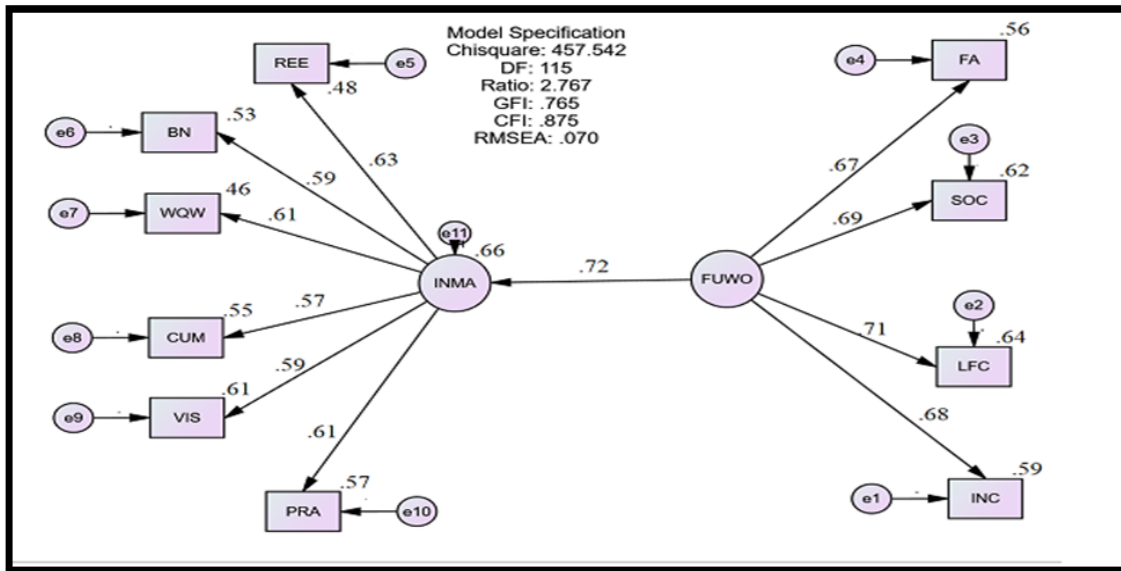 Model Specification
Chisquare: 457.542
DF: 115
Ratio: 2.767
GFI: .765
CFI: .875
RMSEA: .070
REE
e5
.48
e6
BN
.53
e7
WQW
46
e8
CUM
.55
e9
VIS
.61
PRA
.57
e10
.63
.59
.61
.57
.59
.61
e11
.66
INMA
.72
FUWO
.67
.69
.71
.68
e4
FA
.56
e3
SOC
.62
e2
LFC
.64
e1
INC
.59